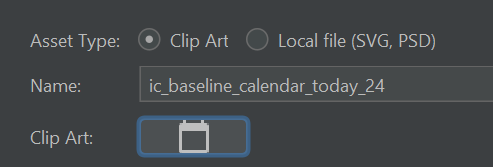 Asset Type: Clip Art Local file (SVG, PSD)
Name: ic_baseline_calendar_today_24
Clip Art: